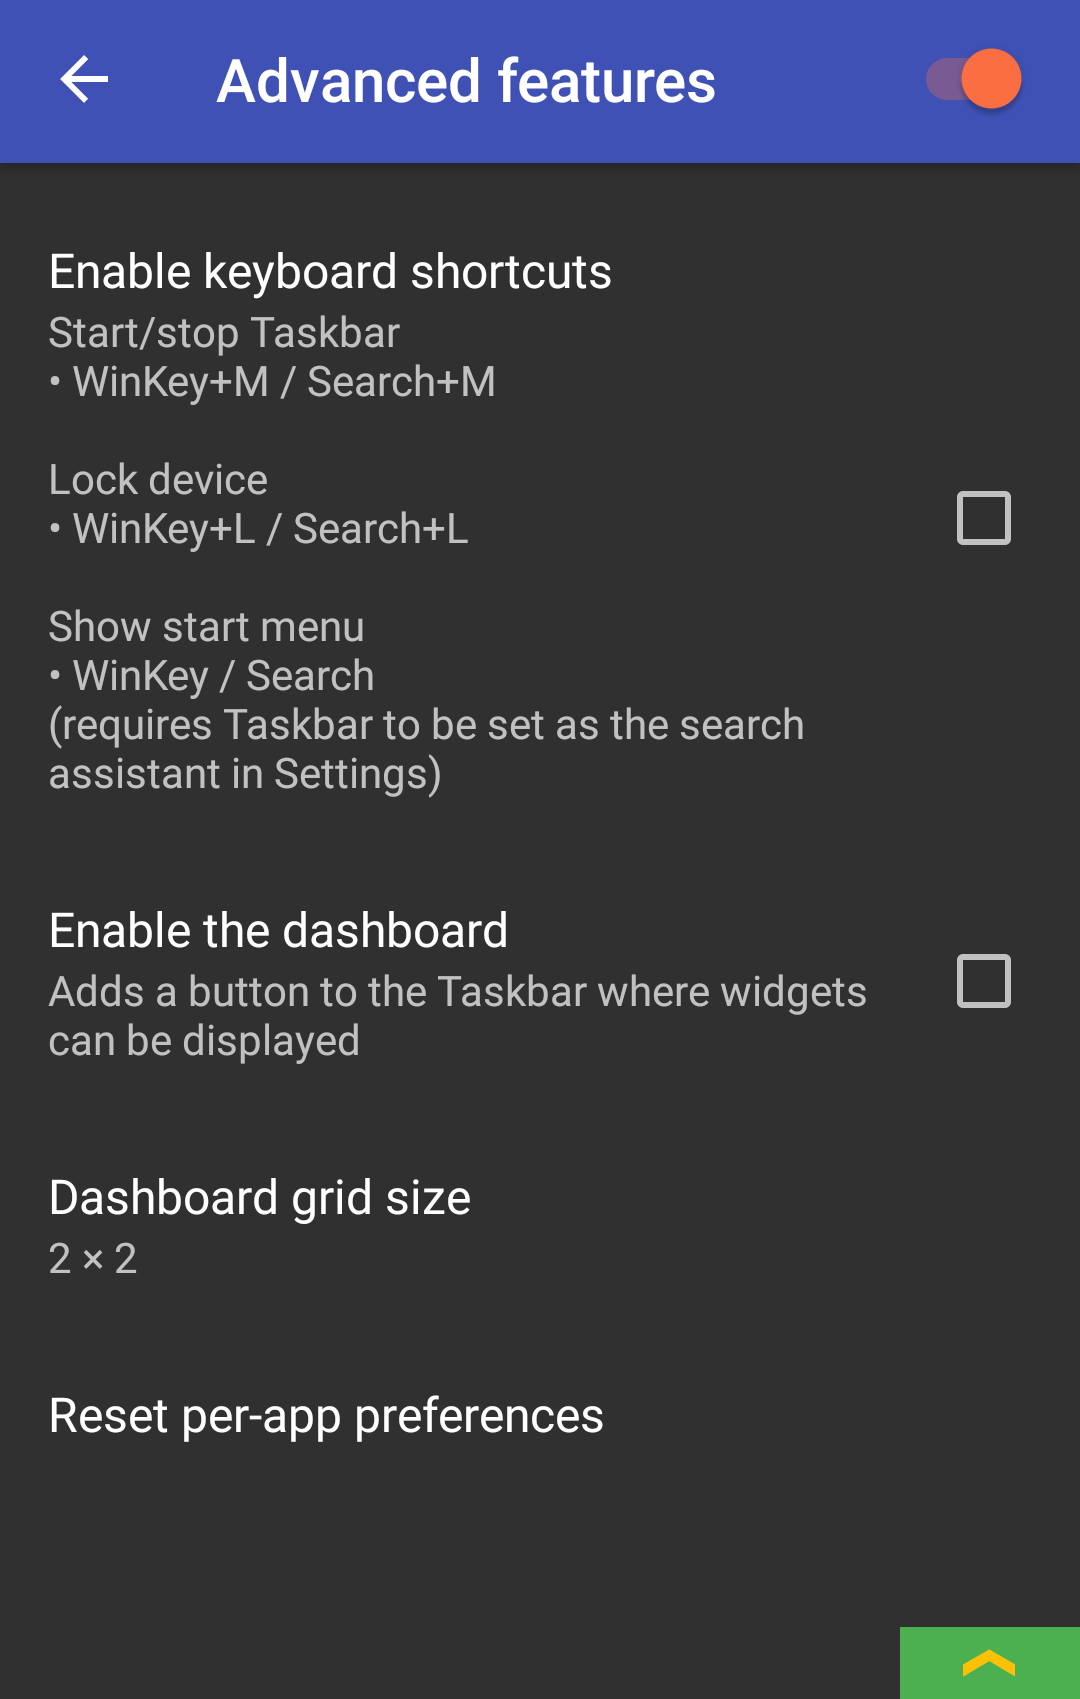 Advanced features
Enable keyboard shortcuts
Start/stop Taskbar
• WinKey+M / Search+M
Lock device
• WinKey+L / Search+L
Show start menu
• WinKey / Search
(requires Taskbar to be set as the search
assistant in Settings)
Enable the dashboard
Adds a button to the Taskbar where widgets
can be displayed
Dashboard grid size
2 × 2
Reset per-app preferences